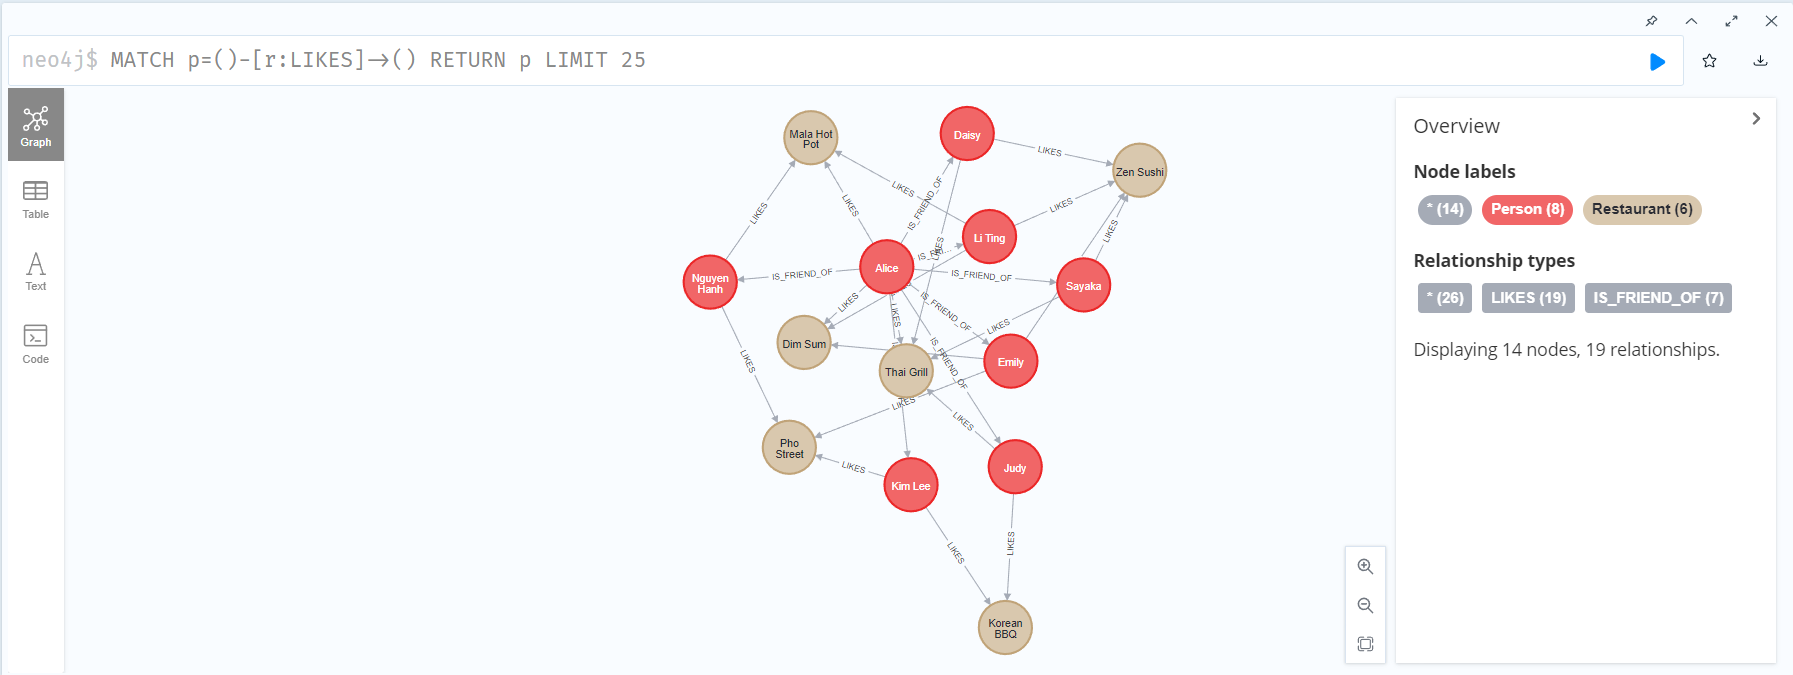 neo4j$ MATCH p=()-[r:LIKES]->() RETURN p LIMIT 25
Graph
Table
Text
Code
Mala Hot
Pot
Daisy
Zen Sushi
Li Ting
Alice
Nguyen
Hanh
Sayaka
Dim Sum
Thai Grill
Emily
Pho
Street
Kim Lee
Judy
Korean
BBQ
LIKES
LIKES
LIKES
LIKES
LIKES
IS_FRIEND_OF
LIKES
IS_FR...
LIKES
IS_FRIEND_OF
IS_FRIEND_OF
LIKES
LIKES
IS_FRIEND_OF
LIKES
IS_FRIEND_OF
LIKES
LIKES
LIKES
LIKES
LIKES
LIKES
Overview
Node labels
* (14)
Person (8)
Restaurant (6)
Relationship types
* (26)
LIKES (19)
IS_FRIEND_OF (7)
Displaying 14 nodes, 19 relationships.